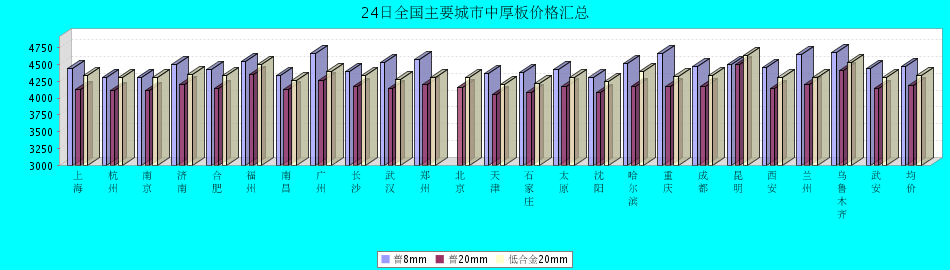 24日全国主要城市中厚板价格汇总
4750
4500
4250
4000
3750
3500
3250
3000
上海
杭州
南京
济南
合肥
福州
南昌
广州
长沙
武汉
郑州
北京
天津
石家庄
太原
沈阳
哈尔滨
重庆
成都
昆明
西安
兰州
乌鲁木齐
武安
均价
普8mm 普20mm 低合金20mm